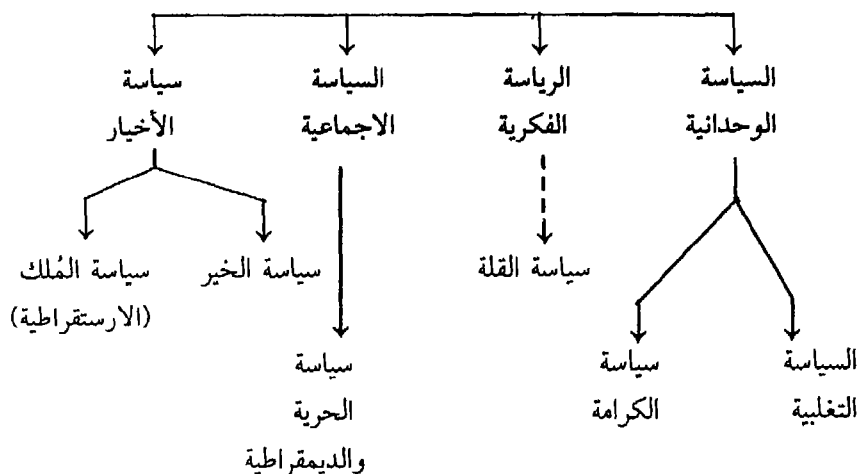 السياسة
الوحدانية
الرياسة
الفكرية
السياسة
الاجماعية
سياسة
الأخيار
سياسة القلة
سياسة الخير
سياسة المُلك
(الارستقراطية)
السياسة
التغلبية
سياسة
الكرامة
سياسة
الحرية
والديمقراطية